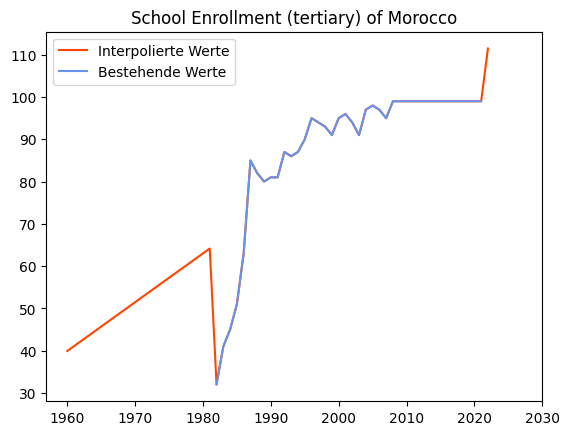 School Enrollment (tertiary) of Morocco
Interpolierte Werte
Bestehende Werte
110
100
90
80
70
60
50
40
30
1960 1970 1980 1990 2000 2010 2020 2030